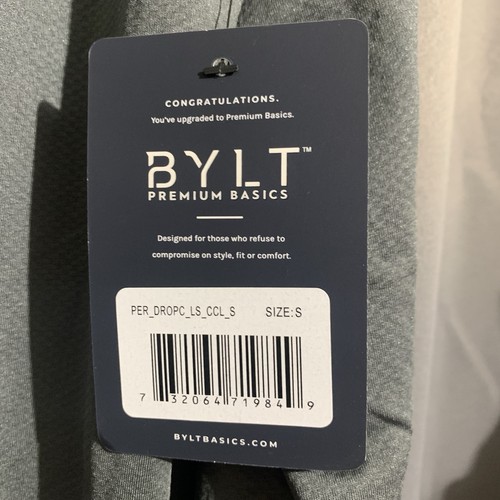 CONGRATULATIONS.
You've upgraded to Premium Basics.
BYLT™
PREMIUM BASICS
Designed for those who refuse to
compromise on style, fit or comfort.
PER_DROPC_LS_CCL_S SIZE:S
7 32064 71984 9
BYLTBASICS.COM